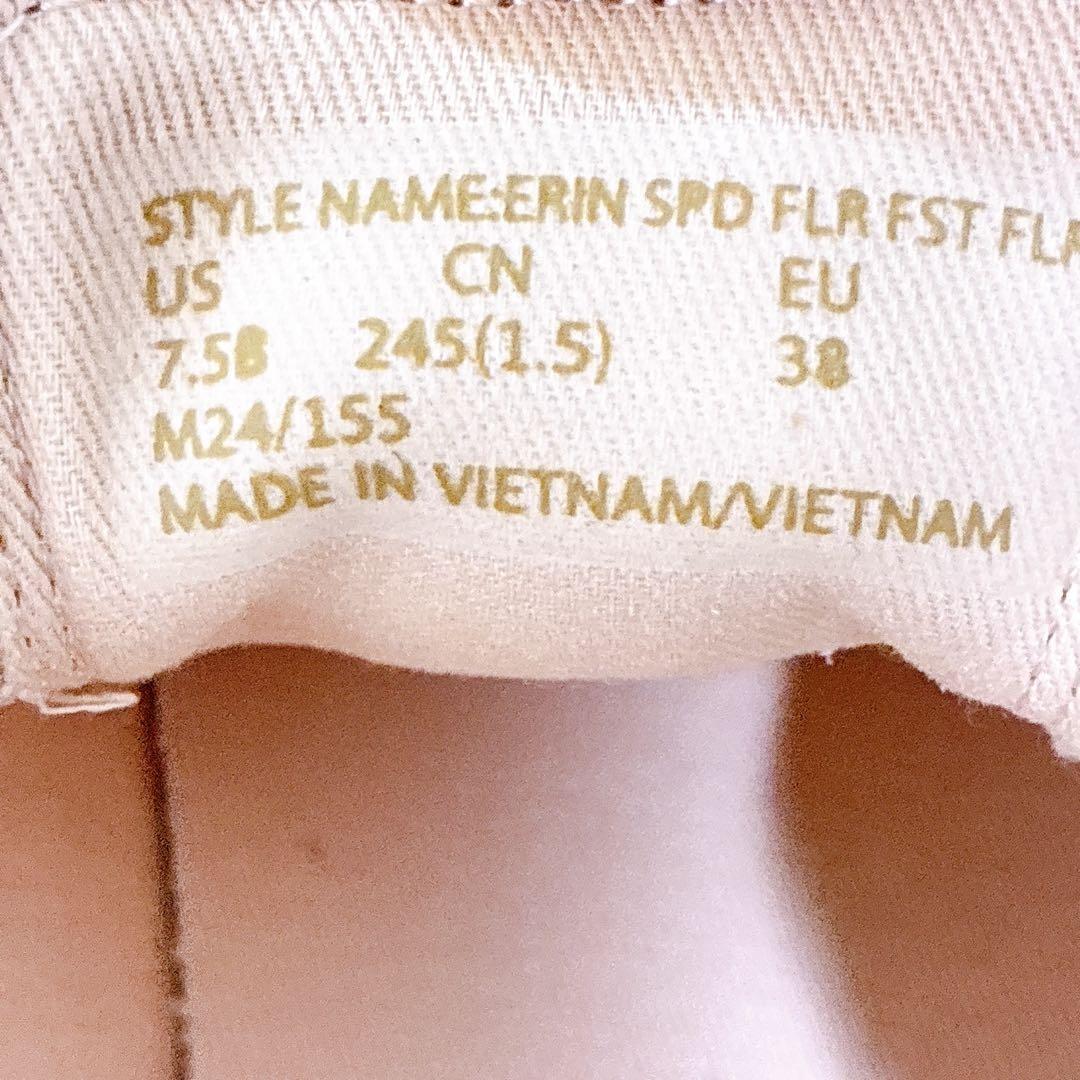 STYLE NAME:ERIN SPD FLR FST FLR
US CN EU
7.5B 245(1.5) 38
M24/155
MADE IN VIETNAM/VIETNAM